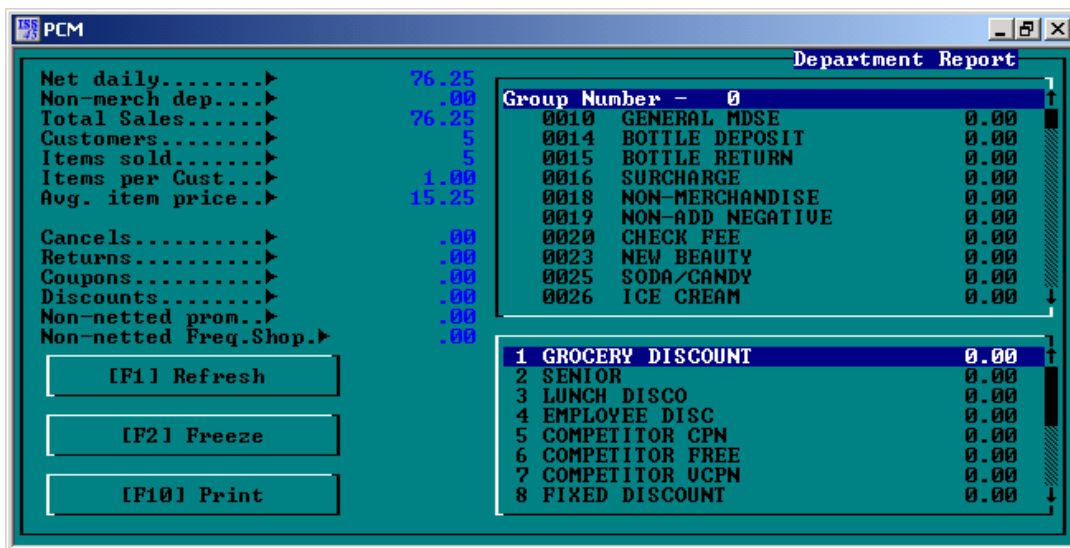 ISS 45 PCM
Department Report
Net daily........► 76.25
Non-merch dep....► .00
Total Sales......► 76.25
Customers........► 5
Items sold.......► 5
Items per Cust...► 1.00
Avg. item price..► 15.25
Cancels..........► .00
Returns..........► .00
Coupons..........► .00
Discounts........► .00
Non-netted prom..► .00
Non-netted Freq.Shop.► .00
[F1] Refresh
[F2] Freeze
[F10] Print
Group Number - 0
0010 GENERAL MDSE 0.00
0014 BOTTLE DEPOSIT 0.00
0015 BOTTLE RETURN 0.00
0016 SURCHARGE 0.00
0018 NON-MERCHANDISE 0.00
0019 NON-ADD NEGATIVE 0.00
0020 CHECK FEE 0.00
0023 NEW BEAUTY 0.00
0025 SODA/CANDY 0.00
0026 ICE CREAM 0.00
1 GROCERY DISCOUNT 0.00
2 SENIOR 0.00
3 LUNCH DISCO 0.00
4 EMPLOYEE DISC 0.00
5 COMPETITOR CPN 0.00
6 COMPETITOR FREE 0.00
7 COMPETITOR VCPN 0.00
8 FIXED DISCOUNT 0.00